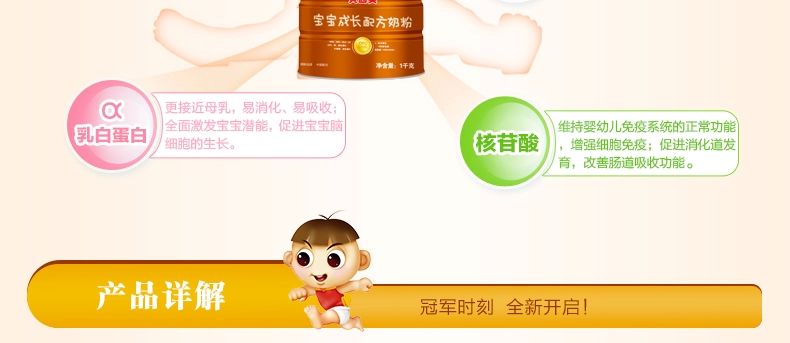 宝宝成长配方奶粉
净含量：1千克
α
乳白蛋白
更接近母乳，易消化、易吸收；
全面激发宝宝潜能，促进宝宝脑
细胞的生长。
核苷酸
维持婴幼儿免疫系统的正常功能
，增强细胞免疫；促进消化道发
育，改善肠道吸收功能。
产品详解
冠军时刻 全新开启！